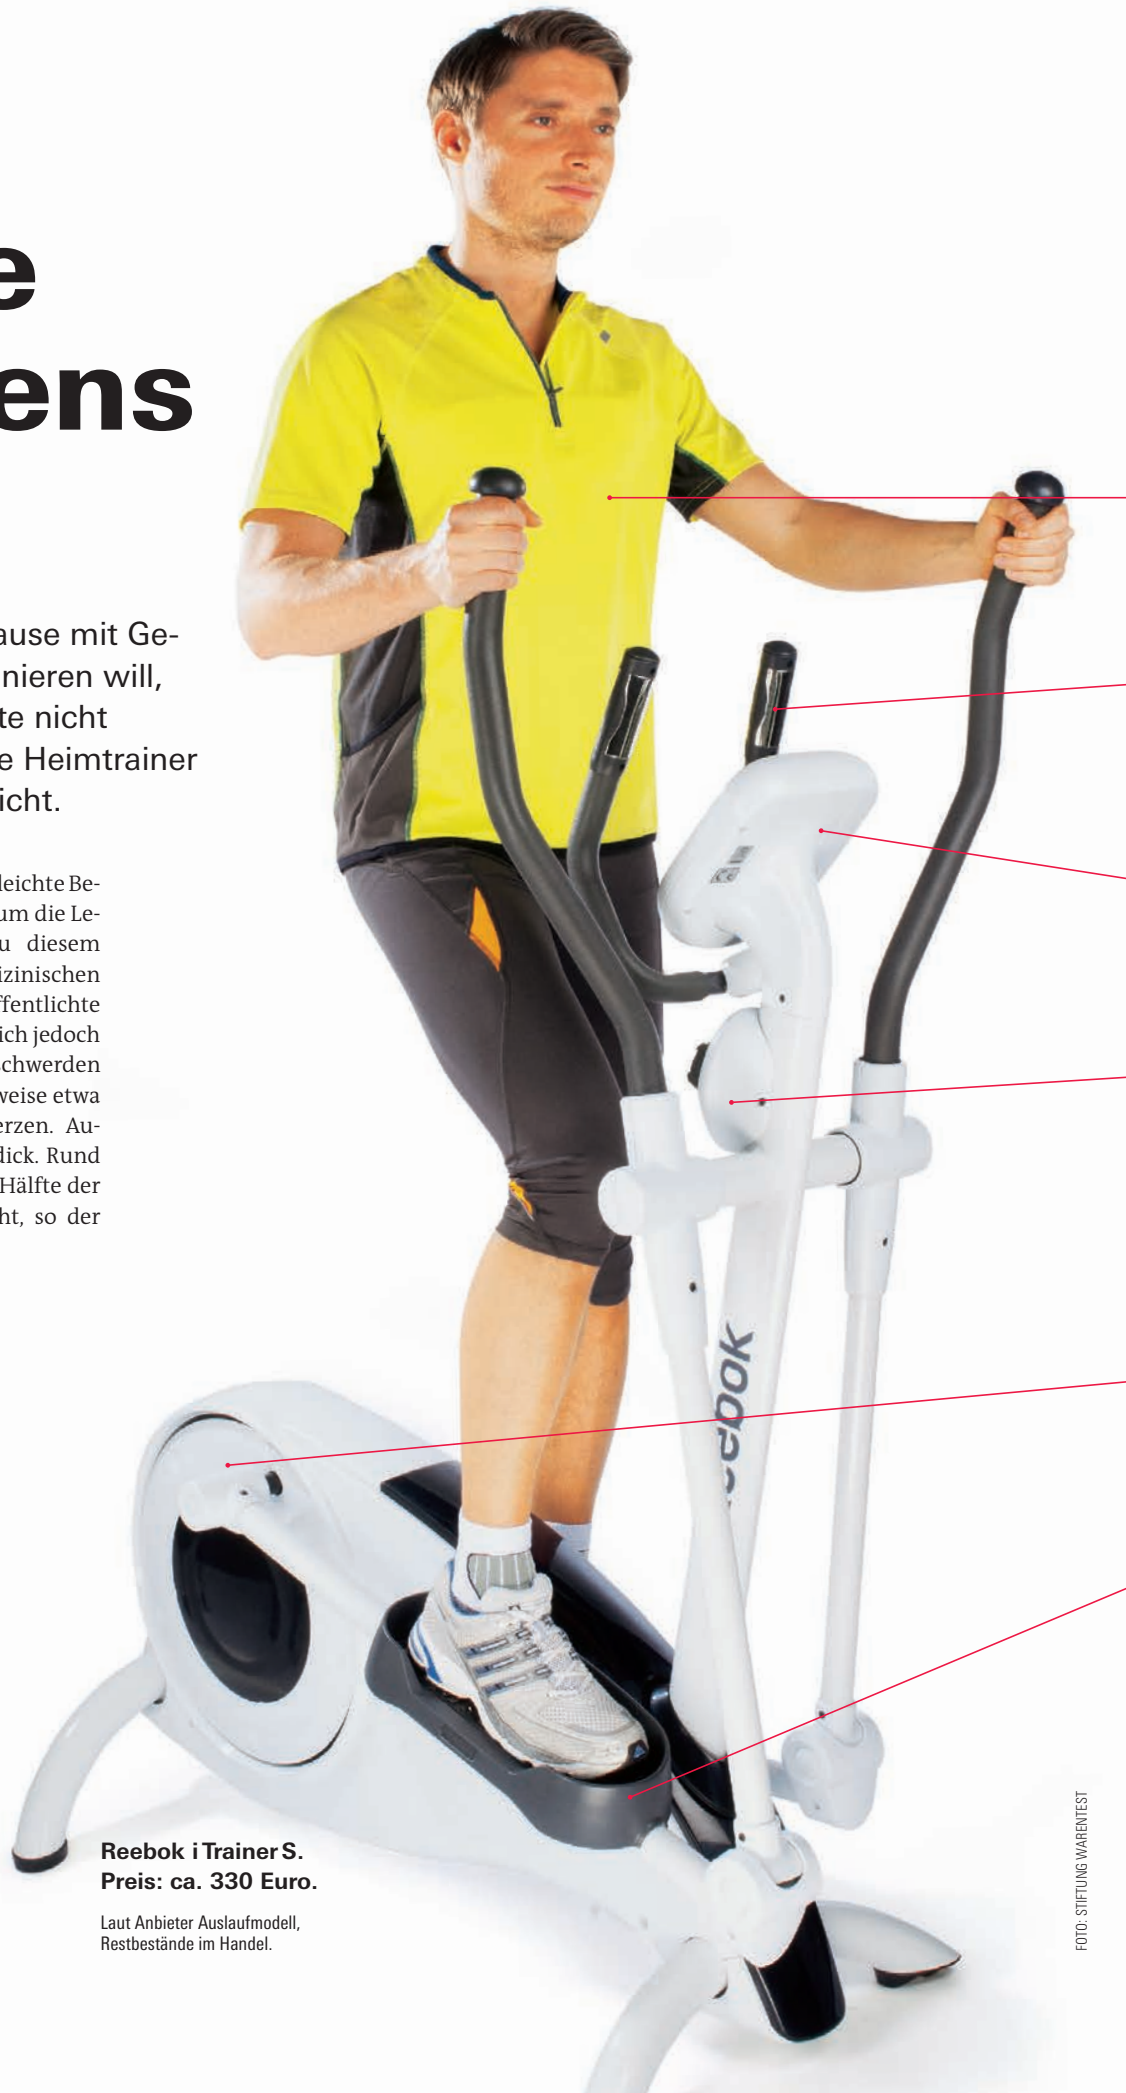 e
ens
ause mit Ge-
nieren will,
te nicht
e Heimtrainer
icht.
leichte Be-
um die Le-
u diesem
izinischen
ffentlichte
ich jedoch
schwerden
weise etwa
erzen. Au-
dick. Rund
Hälfte der
ht, so der
ebok
Reebok i Trainer S.
Preis: ca. 330 Euro.
Laut Anbieter Auslaufmodell,
Restbestände im Handel.
FOTO: STIFTUNG WARENTEST